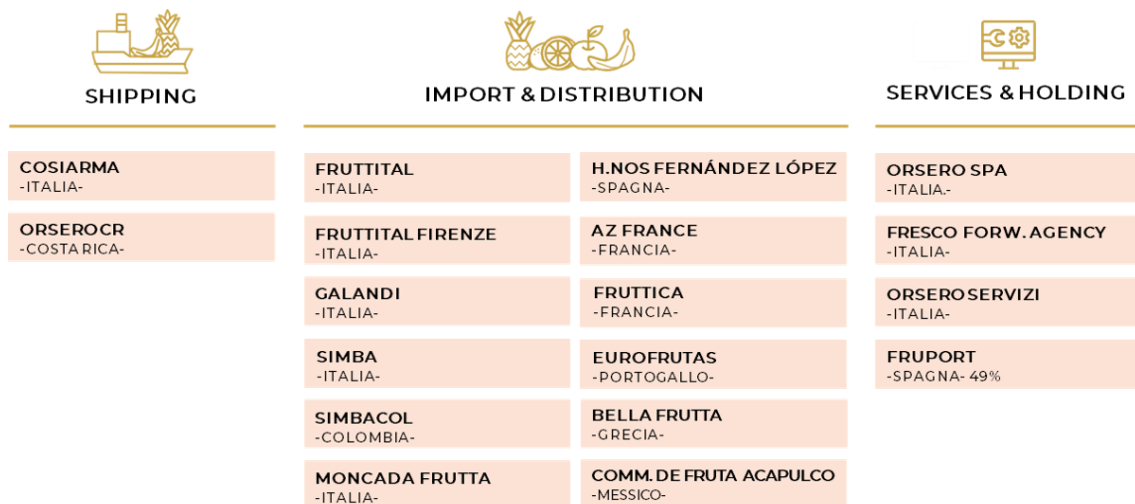 SHIPPING
COSIARMA
-ITALIA-
ORSEROCR
-COSTA RICA-
IMPORT & DISTRIBUTION
FRUTTITAL
-ITALIA-
FRUTTITAL FIRENZE
-ITALIA-
GALANDI
-ITALIA-
SIMBA
-ITALIA-
SIMBACOL
-COLOMBIA-
MONCADA FRUTTA
-ITALIA-
H.NOS FERNÁNDEZ LÓPEZ
-SPAGNA-
AZ FRANCE
-FRANCIA-
FRUTTICA
-FRANCIA-
EUROFRUTAS
-PORTOGALLO-
BELLA FRUTTA
-GRECIA-
COMM. DE FRUTA ACAPULCO
-MESSICO-
SERVICES & HOLDING
ORSERO SPA
-ITALIA.-
FRESCO FORW. AGENCY
-ITALIA-
ORSERO SERVIZI
-ITALIA-
FRUPORT
-SPAGNA- 49%